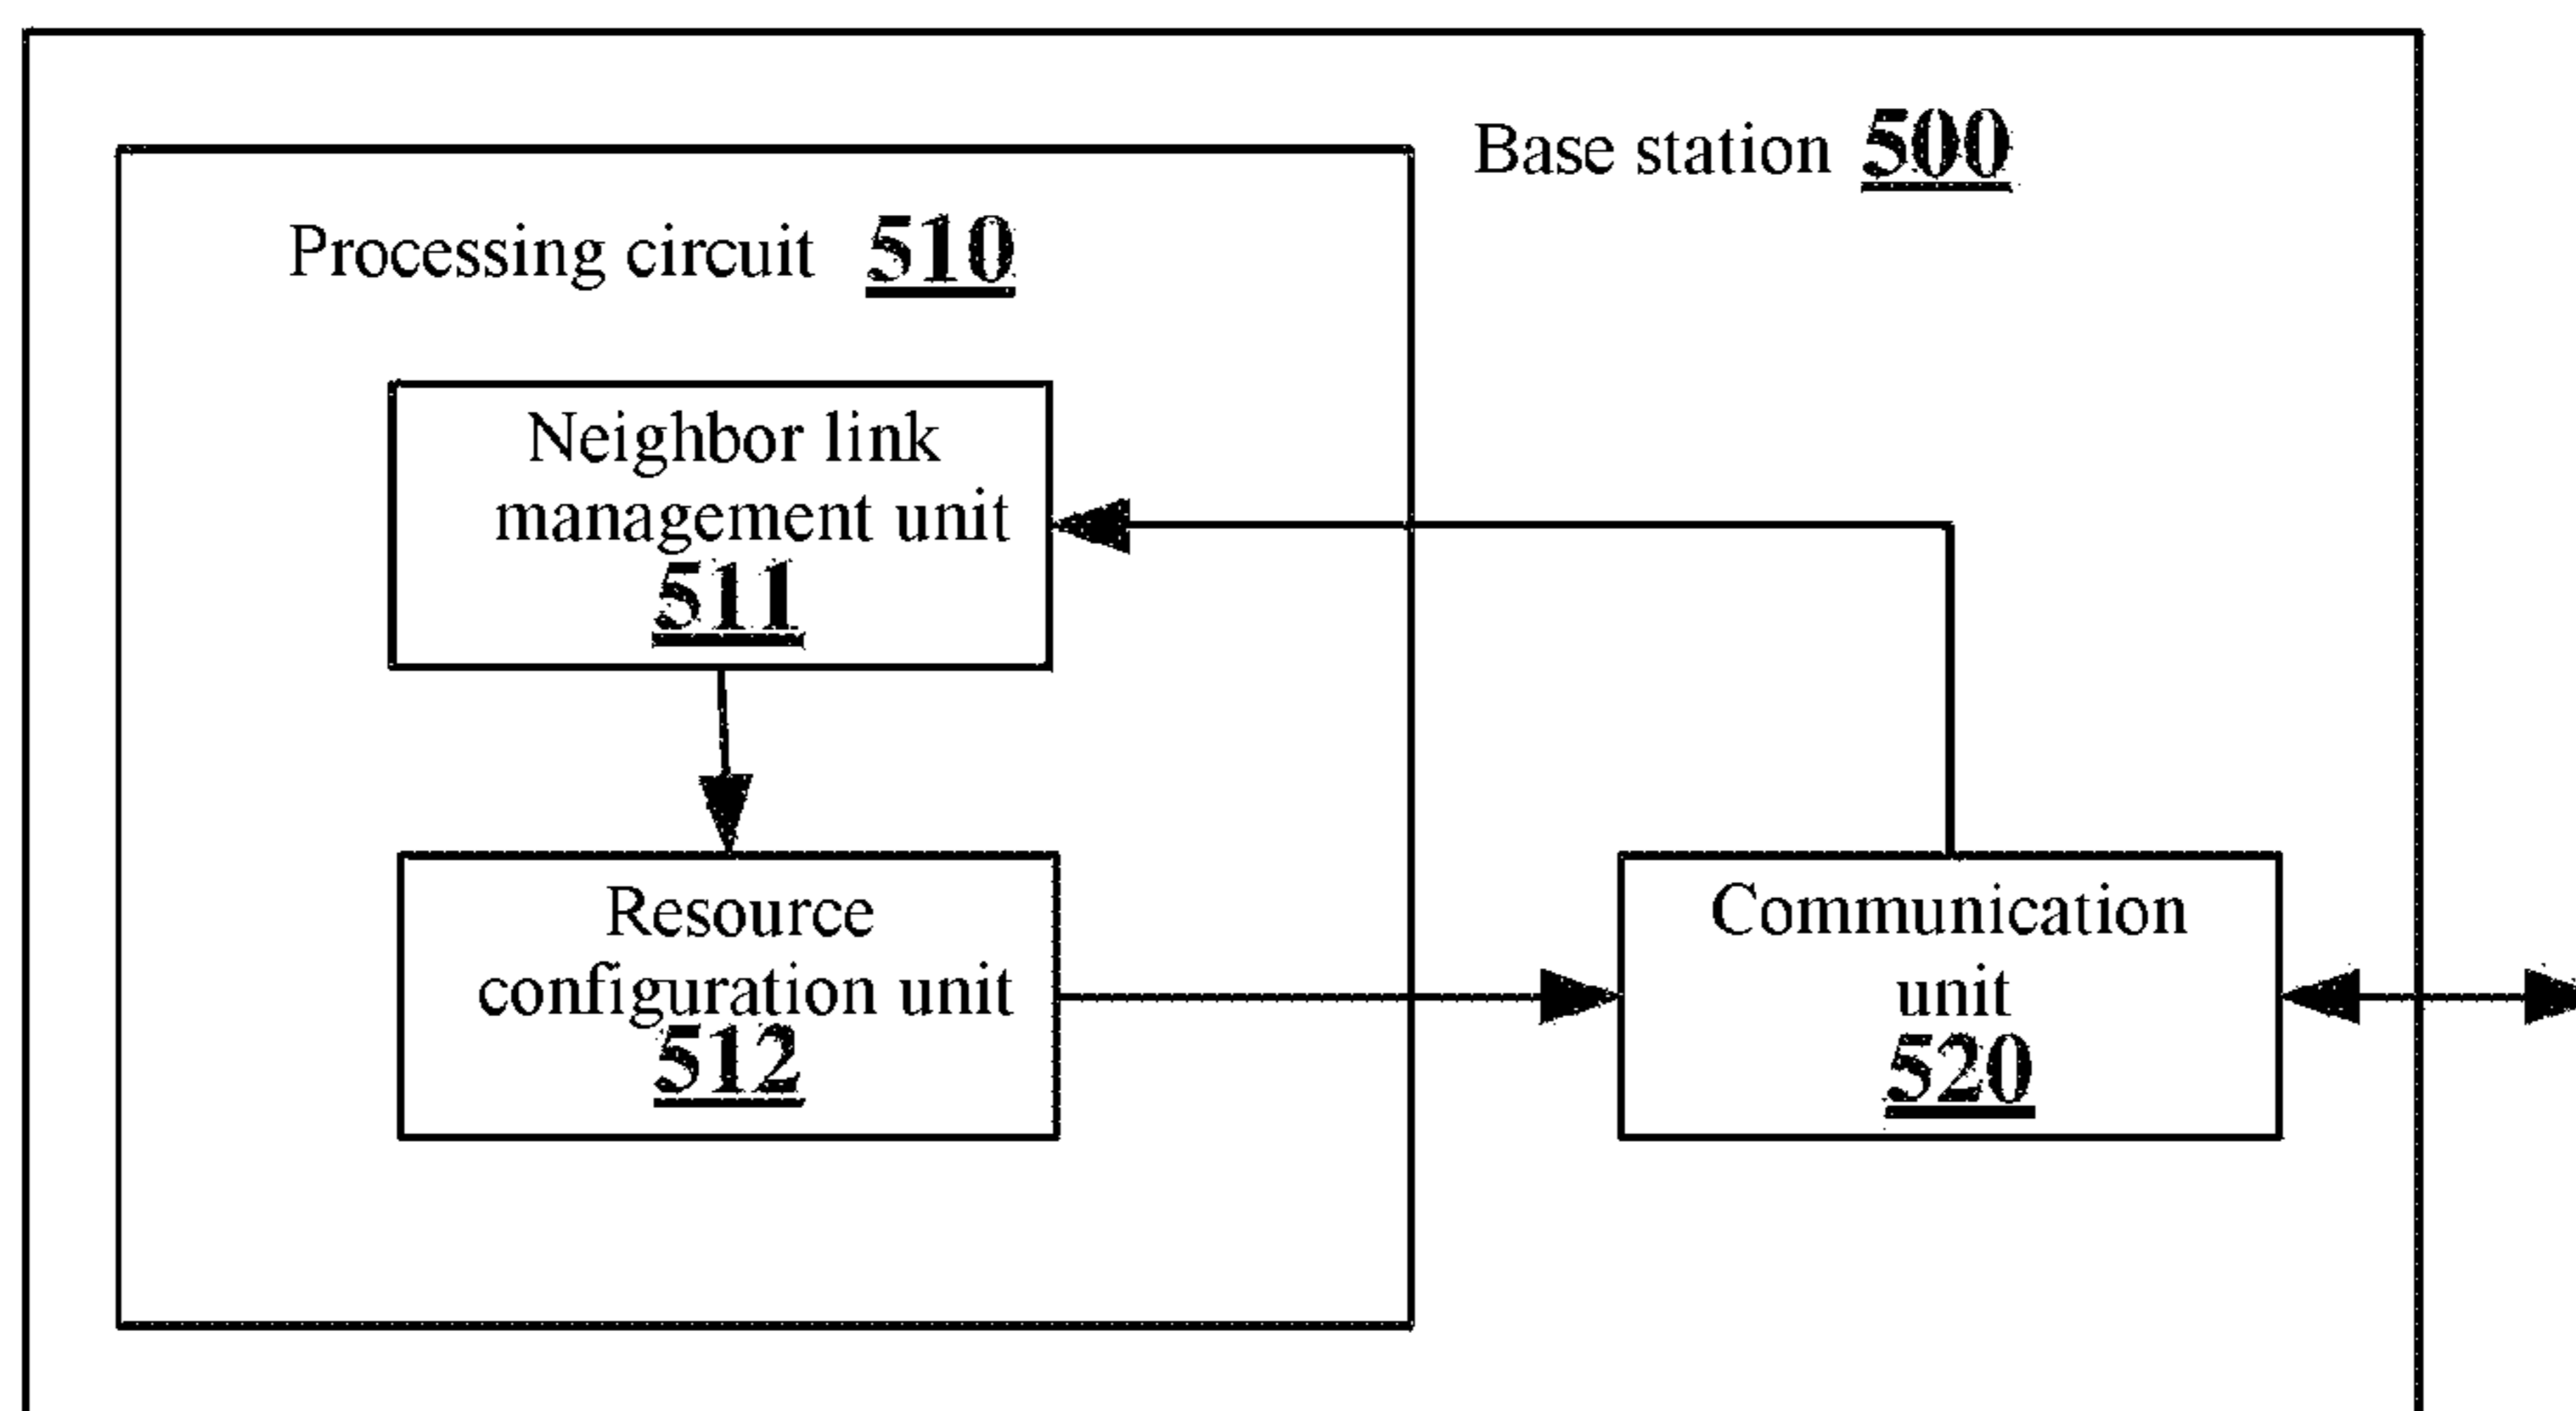 Base station 500
Processing circuit 510
Neighbor link
management unit
511
Resource
configuration unit
512
Communication
unit
520